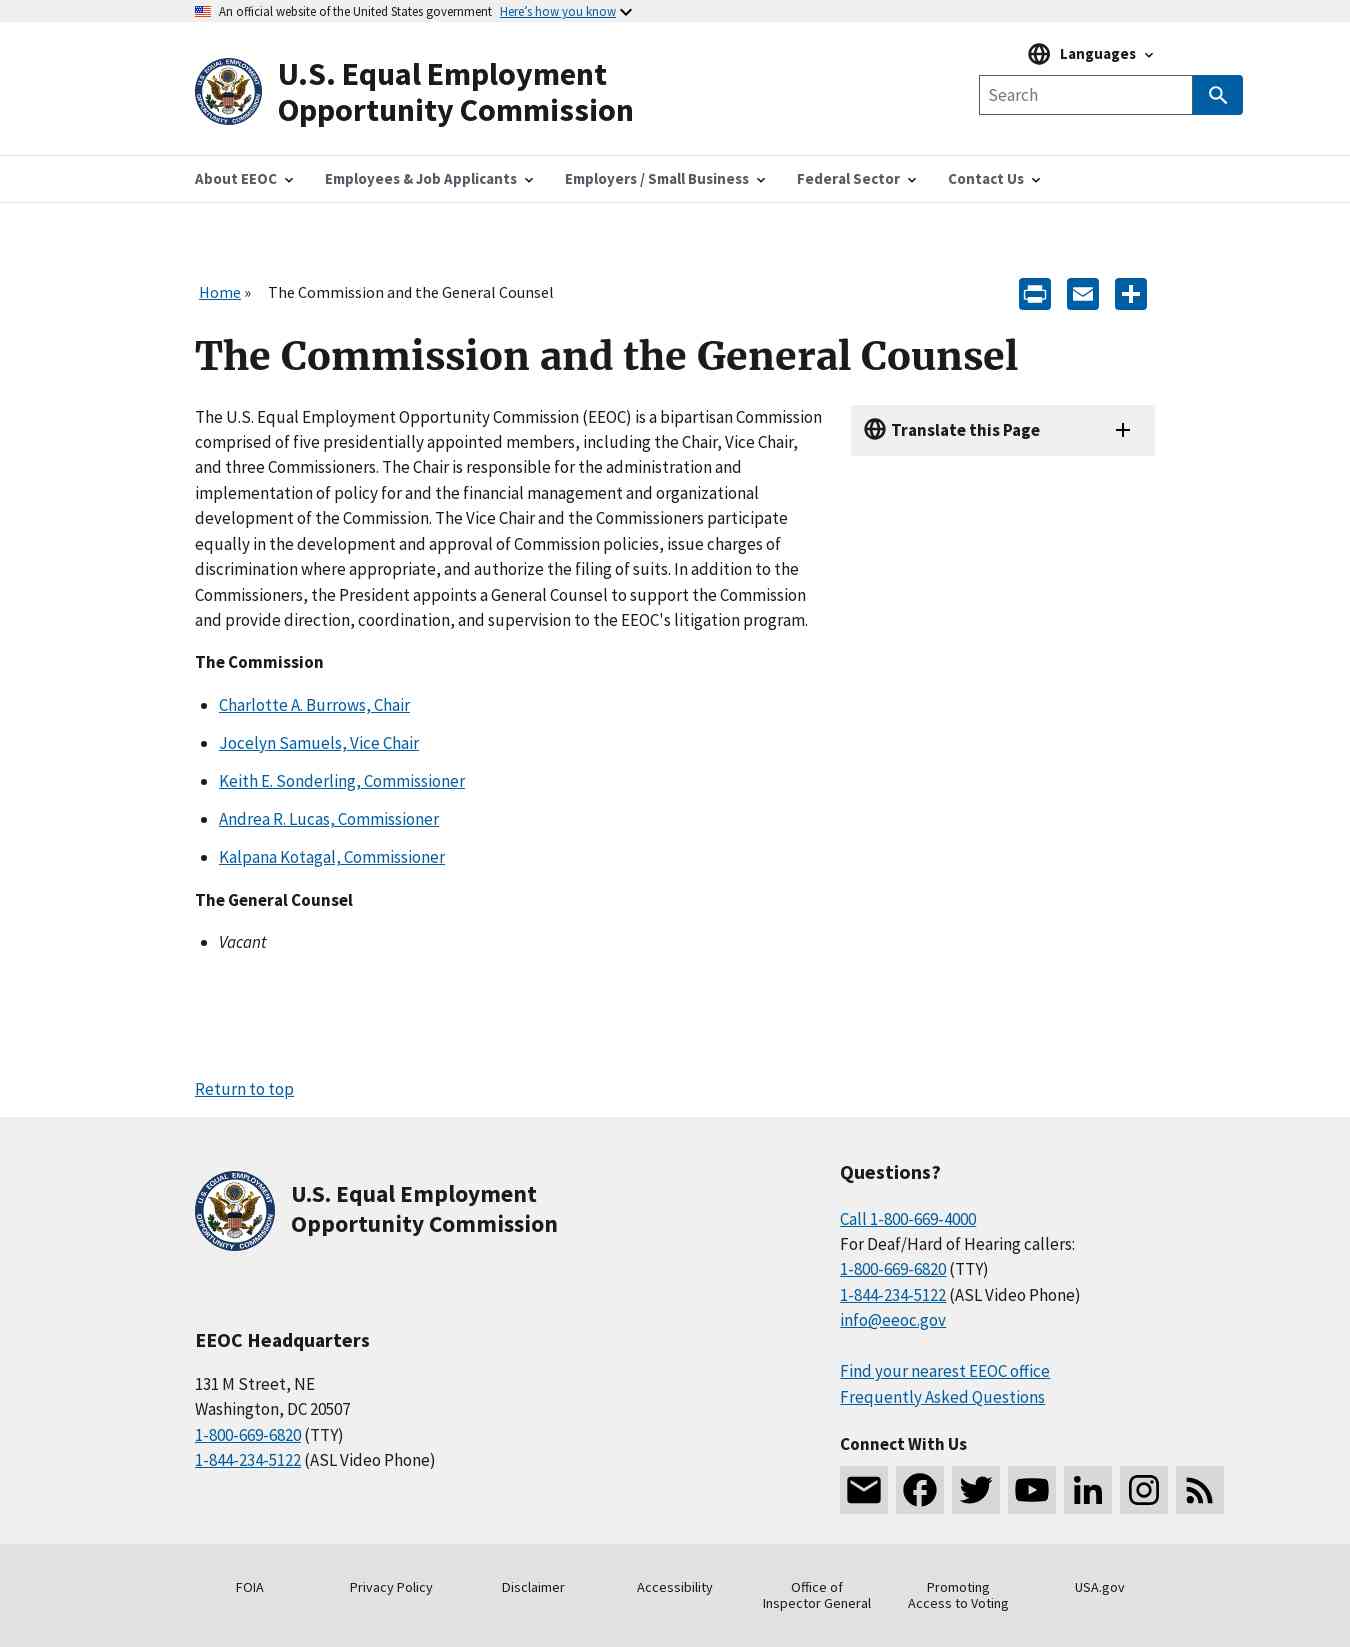 An official website of the United States government Here's how you know
U.S. Equal Employment
Opportunity Commission
Languages
Search
About EEOC
Employees & Job Applicants
Employers / Small Business
Federal Sector
Contact Us
Home » The Commission and the General Counsel
The Commission and the General Counsel
The U.S. Equal Employment Opportunity Commission (EEOC) is a bipartisan Commission
comprised of five presidentially appointed members, including the Chair, Vice Chair,
and three Commissioners. The Chair is responsible for the administration and
implementation of policy for and the financial management and organizational
development of the Commission. The Vice Chair and the Commissioners participate
equally in the development and approval of Commission policies, issue charges of
discrimination where appropriate, and authorize the filing of suits. In addition to the
Commissioners, the President appoints a General Counsel to support the Commission
and provide direction, coordination, and supervision to the EEOC's litigation program.
Translate this Page
The Commission
Charlotte A. Burrows, Chair
Jocelyn Samuels, Vice Chair
Keith E. Sonderling, Commissioner
Andrea R. Lucas, Commissioner
Kalpana Kotagal, Commissioner
The General Counsel
Vacant
Return to top
U.S. EQUAL EMPLOYMENT OPPORTUNITY COMMISSION
U.S. Equal Employment
Opportunity Commission
EEOC Headquarters
131 M Street, NE
Washington, DC 20507
1-800-669-6820 (TTY)
1-844-234-5122 (ASL Video Phone)
Questions?
Call 1-800-669-4000
For Deaf/Hard of Hearing callers:
1-800-669-6820 (TTY)
1-844-234-5122 (ASL Video Phone)
info@eeoc.gov
Find your nearest EEOC office
Frequently Asked Questions
Connect With Us
FOIA
Privacy Policy
Disclaimer
Accessibility
Office of
Inspector General
Promoting
Access to Voting
USA.gov